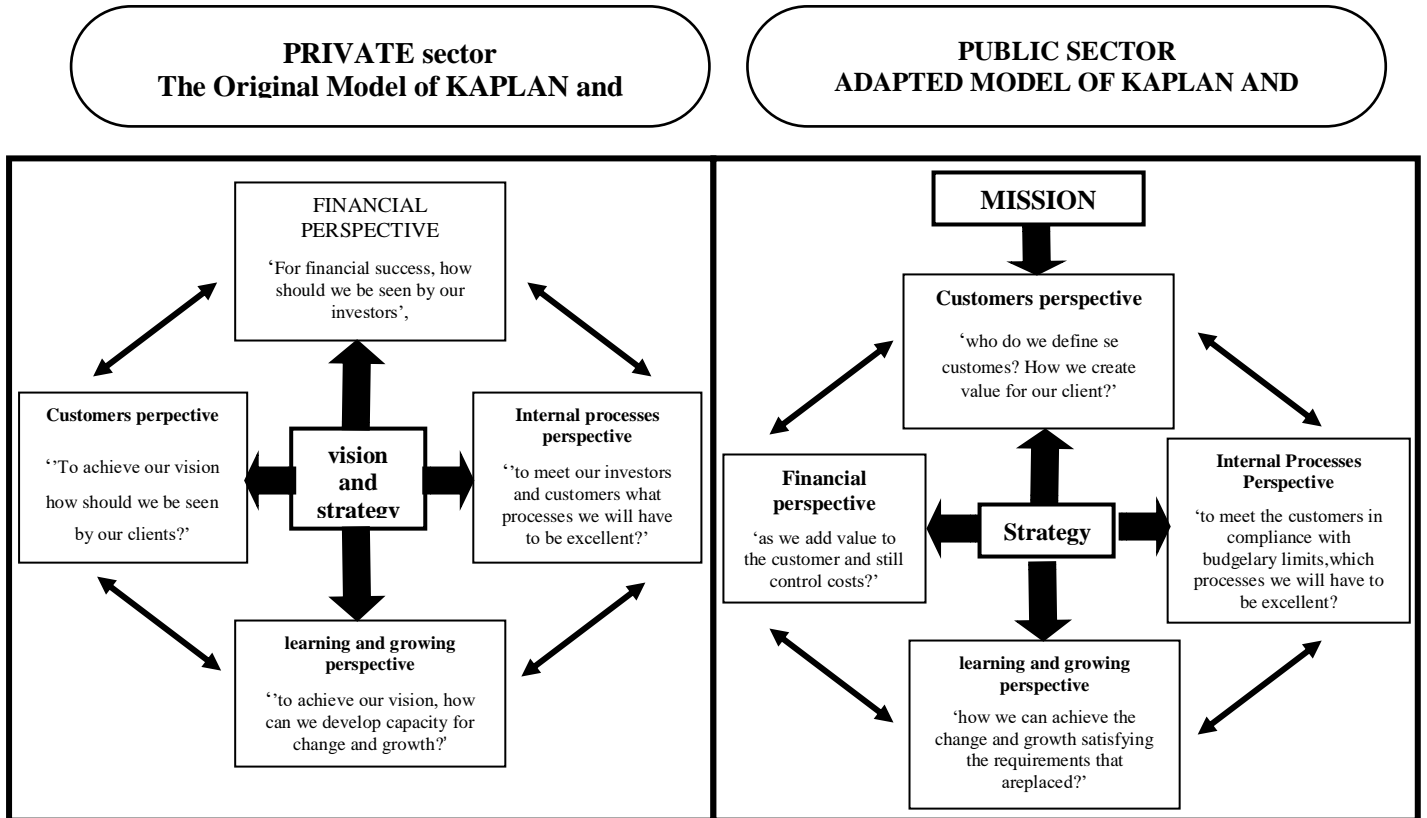 PRIVATE sector
The Original Model of KAPLAN and
PUBLIC SECTOR
ADAPTED MODEL OF KAPLAN AND
FINANCIAL
PERSPECTIVE
‘For financial success, how
should we be seen by our
investors’,
Customers perpective
‘’To achieve our vision
how should we be seen
by our clients?’
vision
and
strategy
Internal processes
perspective
‘’to meet our investors
and customers what
processes we will have
to be excellent?’
learning and growing
perspective
‘’to achieve our vision, how
can we develop capacity for
change and growth?'
MISSION
Customers perspective
‘who do we define se
customes? How we create
value for our client?’
Financial
perspective
‘as we add value to
the customer and still
control costs?’
Strategy
Internal Processes
Perspective
‘to meet the customers in
compliance with
budgelary limits,which
processes we will have to
be excellent?
learning and growing
perspective
‘how we can achieve the
change and growth satisfying
the requirements that
areplaced?’